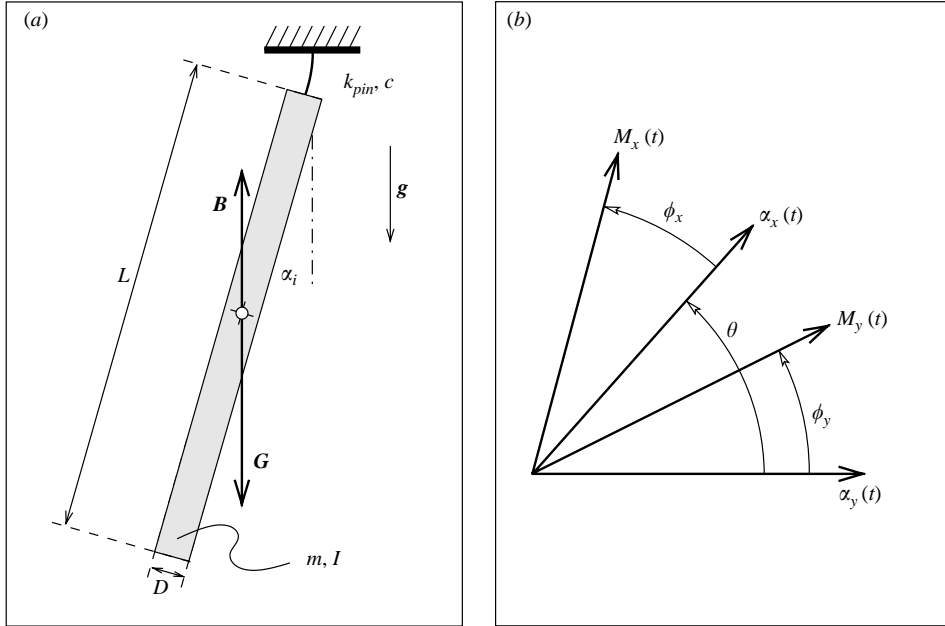 (a)
k_pin, c
g
B
α_i
L
G
m, I
D
(b)
M_x (t)
ϕ_x
α_x (t)
M_y (t)
θ
ϕ_y
α_y (t)